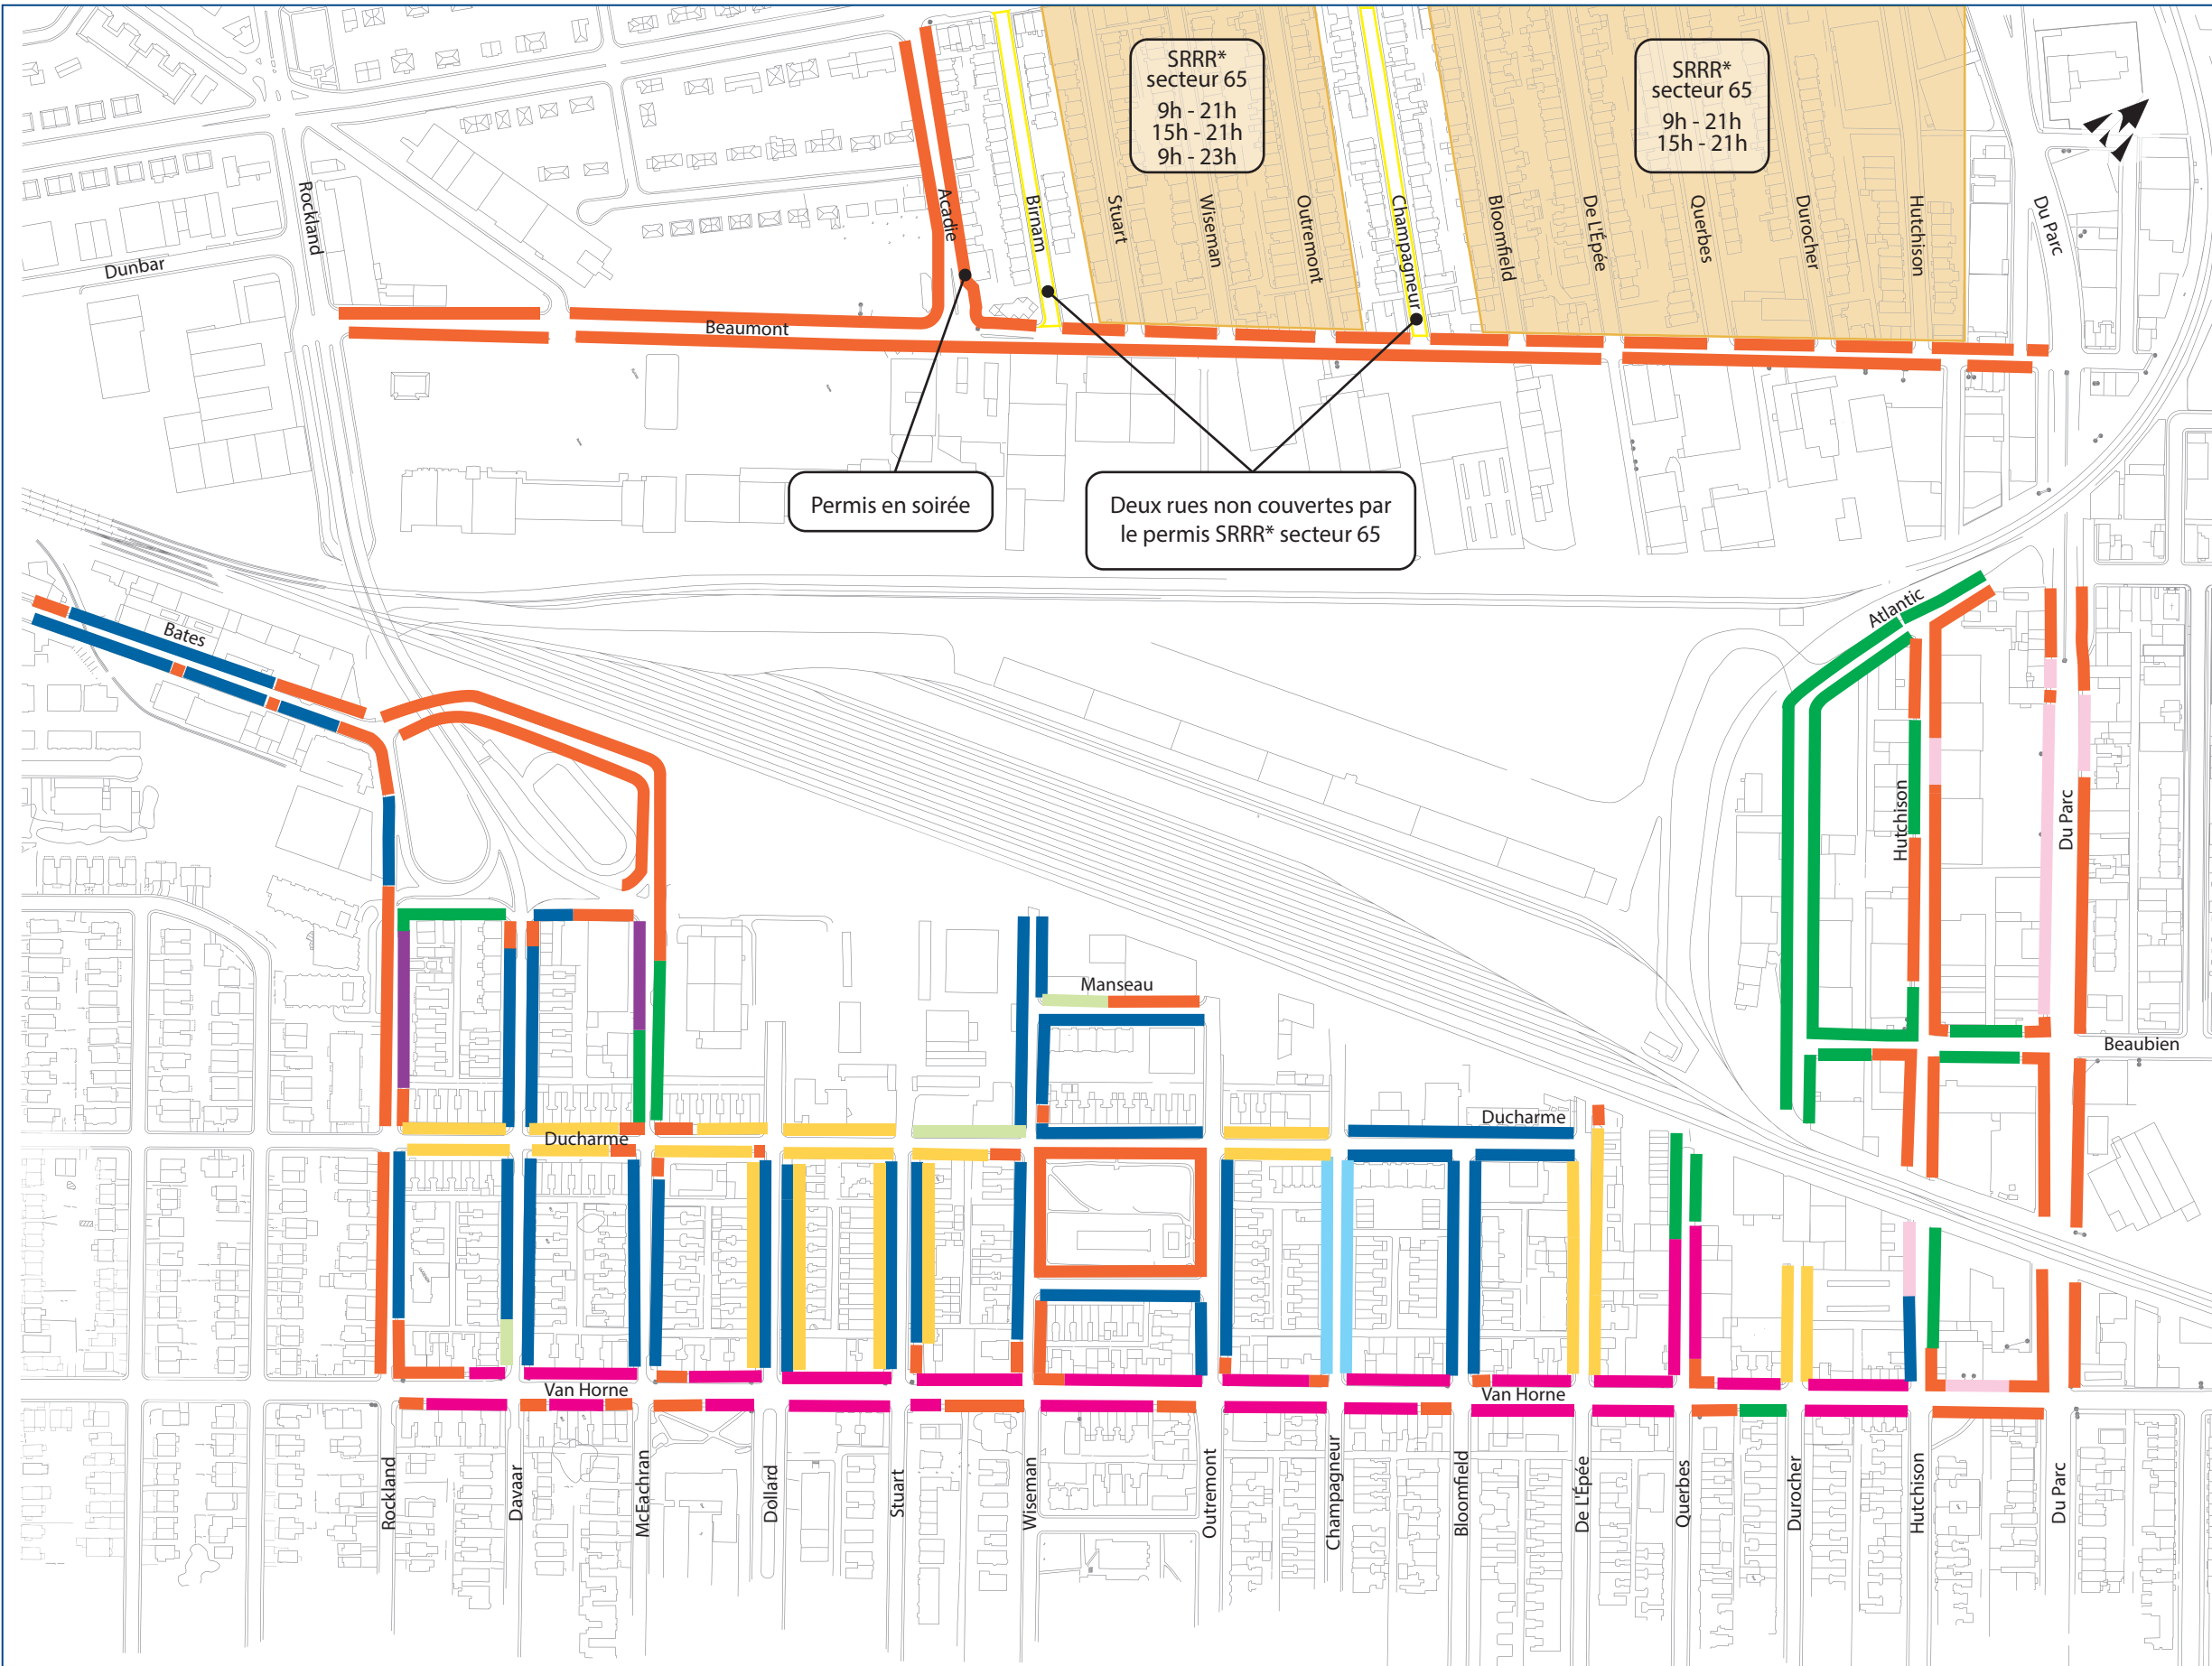 SRRR*
secteur 65
9h - 21h
15h - 21h
9h - 23h
SRRR*
secteur 65
9h - 21h
15h - 21h
Rockland
Dunbar
Acadie
Birnam
Stuart
Wiseman
Outremont
Champagneur
Bloomfield
De L'Épée
Querbes
Durocher
Hutchison
Du Parc
Beaumont
Permis en soirée
Deux rues non couvertes par
le permis SRRR* secteur 65
Bates
Atlantic
Hutchison
Du Parc
Manseau
Beaubien
Ducharme
Ducharme
Van Horne
Van Horne
Rockland
Davaar
McEachran
Dollard
Stuart
Wiseman
Outremont
Champagneur
Bloomfield
De L'Épée
Querbes
Durocher
Hutchison
Du Parc